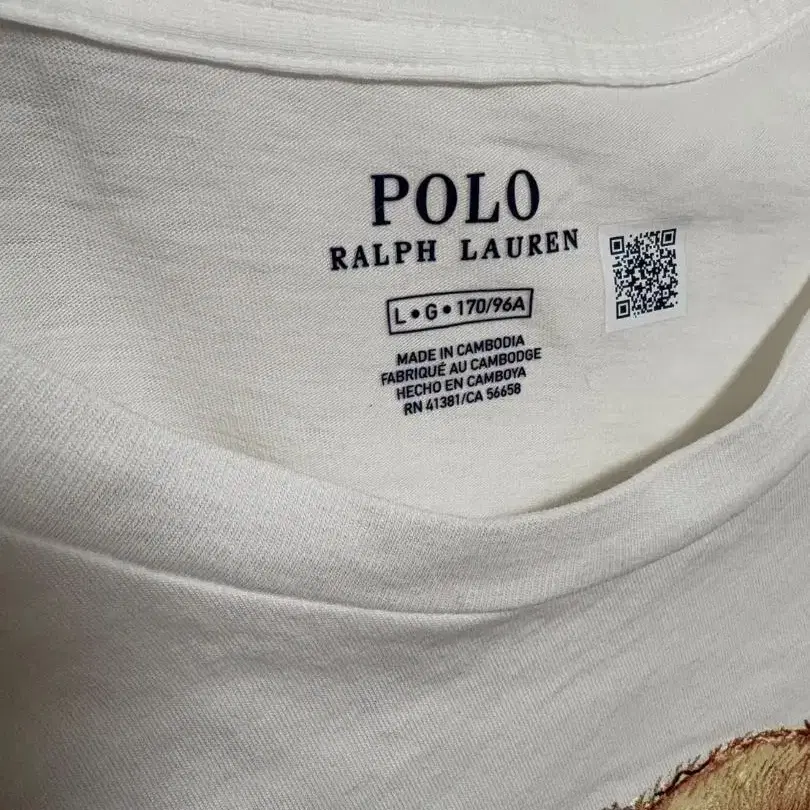 POLO
RALPH LAUREN
L•G•170/96A
MADE IN CAMBODIA
FABRIQUÉ AU CAMBODGE
HECHO EN CAMBOYA
RN 41381/CA 56658